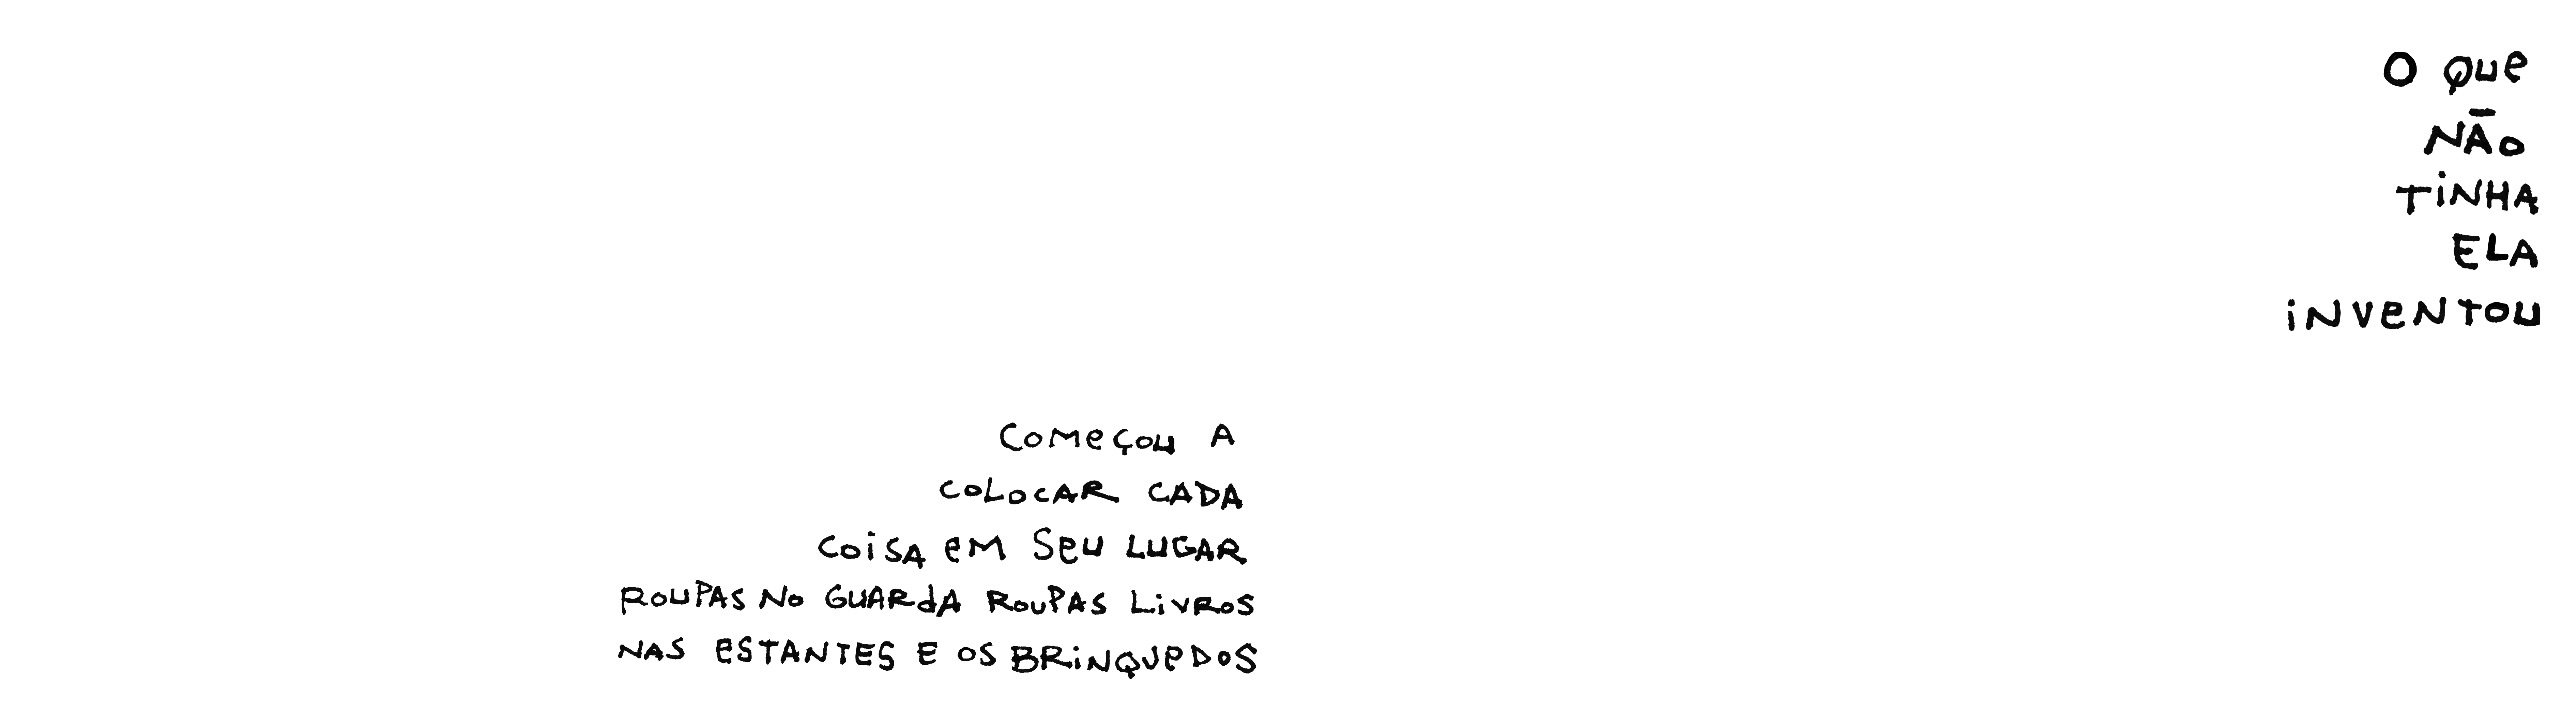 COMEÇOU A
COLOCAR CADA
COISA EM SEU LUGAR
ROUPAS NO GUARDA ROUPAS LIVROS
NAS ESTANTES E OS BRINQUEDOS
O QUE
NÃO
TINHA
ELA
INVENTOU